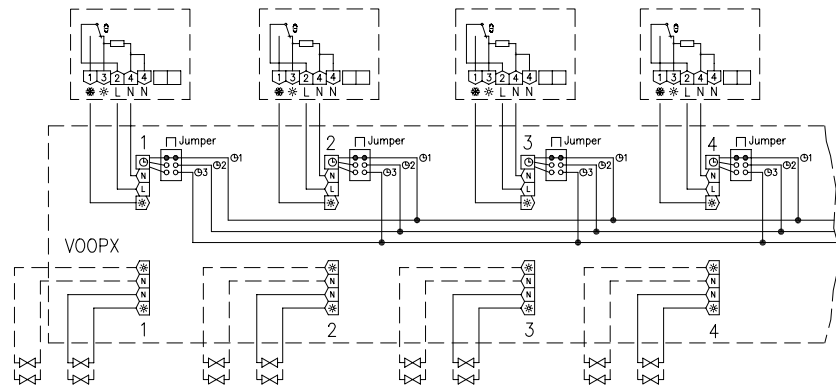 1 3 2 4 4
L N N
1 3 2 4 4
L N N
1 3 2 4 4
L N N
1 3 2 4 4
L N N
1 Jumper 1
N 2
L 3
2 Jumper 1
N 2
L 3
3 Jumper 1
N 2
L 3
4 Jumper 1
N 2
L 3
VOOPX
N N N N
N N N N
1 2 3 4